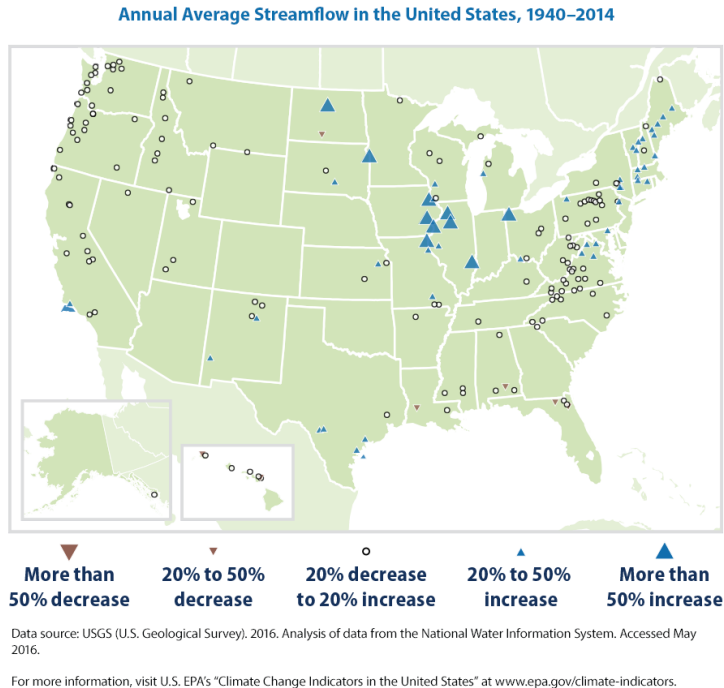 Annual Average Streamflow in the United States, 1940–2014
More than
50% decrease
20% to 50%
decrease
20% decrease
to 20% increase
20% to 50%
increase
More than
50% increase
Data source: USGS (U.S. Geological Survey). 2016. Analysis of data from the National Water Information System. Accessed May
2016.
For more information, visit U.S. EPA’s “Climate Change Indicators in the United States” at www.epa.gov/climate-indicators.